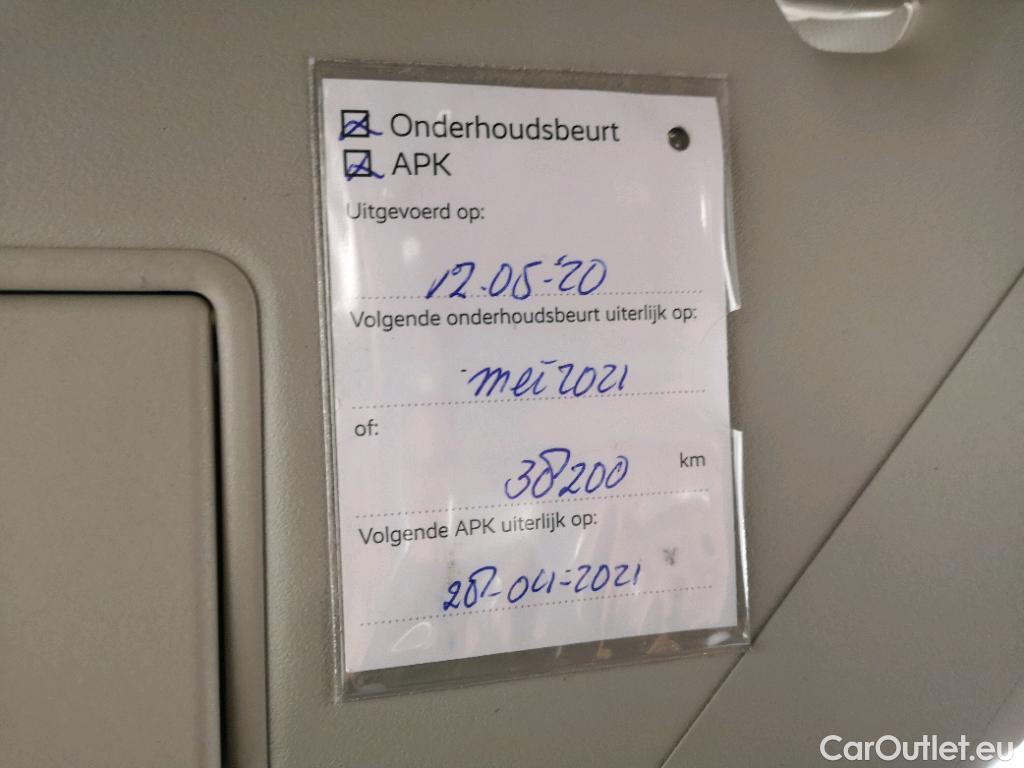 Onderhoudsbeurt
APK
Uitgevoerd op:
12.05-'20
Volgende onderhoudsbeurt uiterlijk op:
mei 2021
of:
38200 km
Volgende APK uiterlijk op:
28-04-2021
CarOutlet.eu